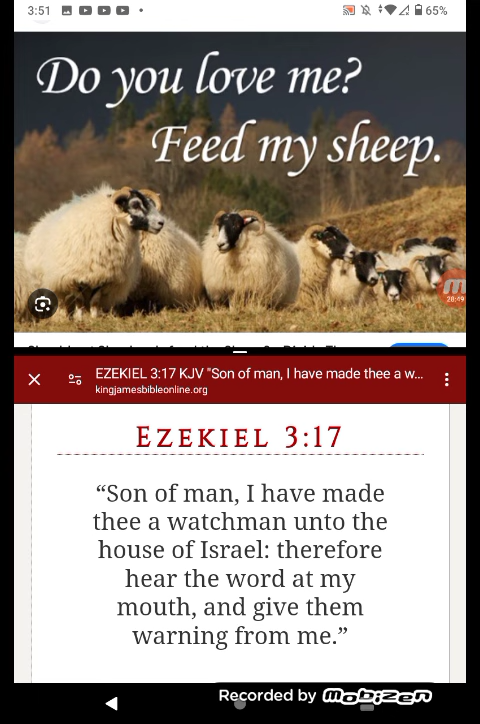 3:51
65%
Do you love me?
Feed my sheep.
28:49
EZEKIEL 3:17 KJV "Son of man, I have made thee a w...
kingjamesbibleonline.org
EZEKIEL 3:17
“Son of man, I have made
thee a watchman unto the
house of Israel: therefore
hear the word at my
mouth, and give them
warning from me.”
Recorded by Mobizen